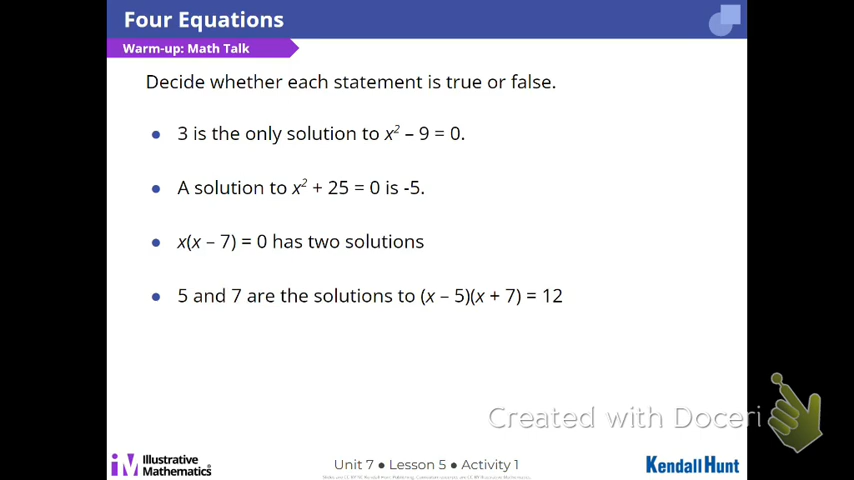 Four Equations
Warm-up: Math Talk
Decide whether each statement is true or false.
• 3 is the only solution to x² – 9 = 0.
• A solution to x² + 25 = 0 is -5.
• x(x – 7) = 0 has two solutions
• 5 and 7 are the solutions to (x – 5)(x + 7) = 12
Created with Doceri
Illustrative
Mathematics®
Unit 7 ● Lesson 5 ● Activity 1
Kendall Hunt